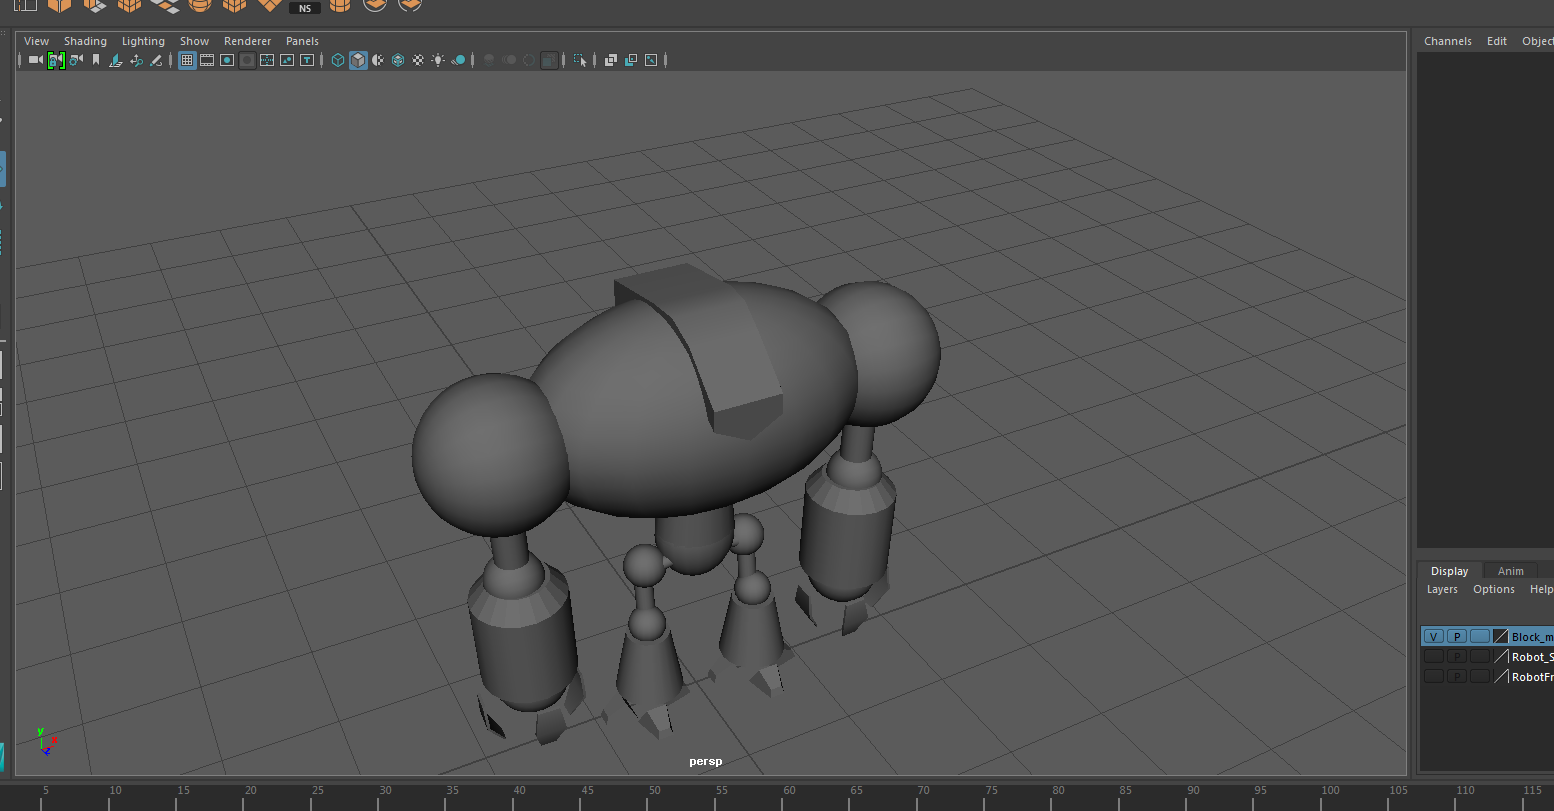 NS
View Shading Lighting Show Renderer Panels
Channels Edit Object
T
Display Anim
Layers Options Help
V P Block_m
P Robot_S
P RobotFr
y
x
z
persp
5 10 15 20 25 30 35 40 45 50 55 60 65 70 75 80 85 90 95 100 105 110 115